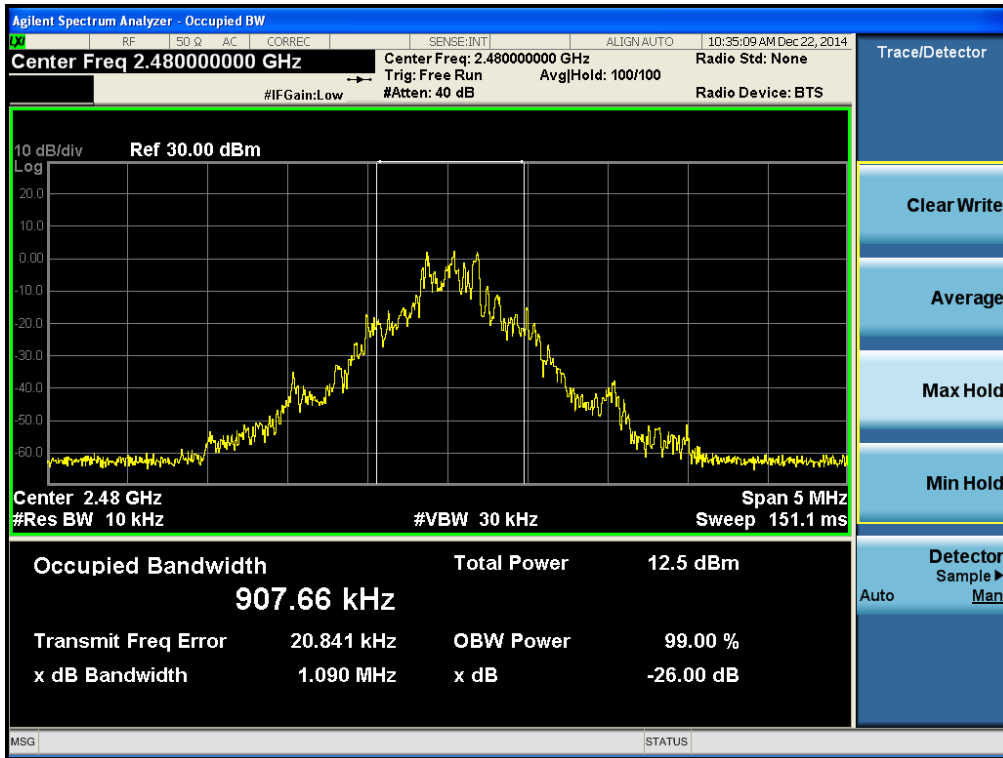 Agilent Spectrum Analyzer - Occupied BW
LXI RF 50 Ω AC CORREC SENSE:INT ALIGN AUTO 10:35:09 AM Dec 22, 2014
Center Freq 2.480000000 GHz
Center Freq: 2.480000000 GHz Radio Std: None
Trig: Free Run Avg|Hold: 100/100
#IFGain:Low #Atten: 40 dB Radio Device: BTS
10 dB/div Ref 30.00 dBm
Log
20.0
10.0
0.00
-10.0
-20.0
-30.0
-40.0
-50.0
-60.0
Center 2.48 GHz Span 5 MHz
#Res BW 10 kHz #VBW 30 kHz Sweep 151.1 ms
Occupied Bandwidth Total Power 12.5 dBm
907.66 kHz
Transmit Freq Error 20.841 kHz OBW Power 99.00 %
x dB Bandwidth 1.090 MHz x dB -26.00 dB
MSG STATUS
Trace/Detector
Clear Write
Average
Max Hold
Min Hold
Detector
Sample▶
Auto Man